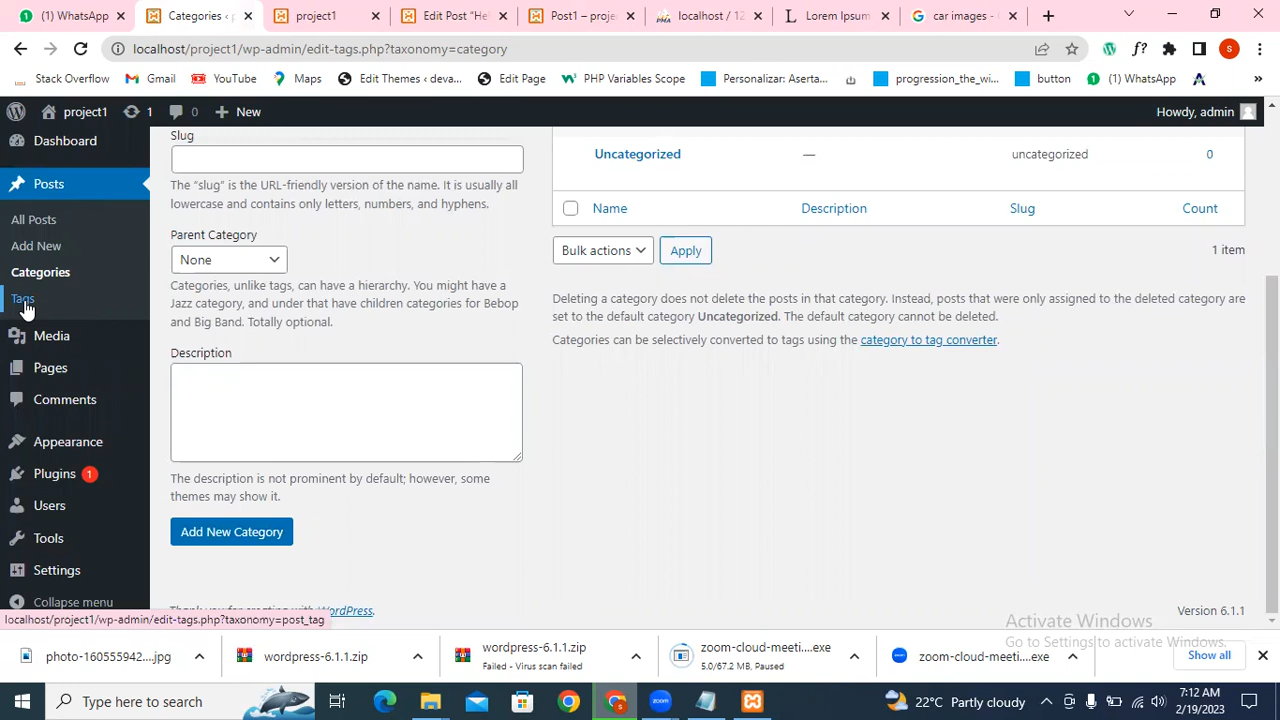 (1) WhatsApp
Categories ‹ p
project1
Edit Post “He
Post1 – proje
localhost / 12
Lorem Ipsum
car images -
localhost/project1/wp-admin/edit-tags.php?taxonomy=category
S
f?
Stack Overflow
Gmail
YouTube
Maps
Edit Themes ‹ deva...
Edit Page
PHP Variables Scope
Personalizar: Aserta...
progression_the_wi...
button
(1) WhatsApp
»
project1
1
0
New
Howdy, admin
Dashboard
Posts
All Posts
Add New
Categories
Tags
Media
Pages
Comments
Appearance
Plugins 1
Users
Tools
Settings
Collapse menu
Slug
The “slug” is the URL-friendly version of the name. It is usually all
lowercase and contains only letters, numbers, and hyphens.
Parent Category
None
Categories, unlike tags, can have a hierarchy. You might have a
Jazz category, and under that have children categories for Bebop
and Big Band. Totally optional.
Description
The description is not prominent by default; however, some
themes may show it.
Add New Category
Uncategorized — uncategorized 0
Name Description Slug Count
Bulk actions Apply 1 item
Deleting a category does not delete the posts in that category. Instead, posts that were only assigned to the deleted category are
set to the default category Uncategorized. The default category cannot be deleted.
Categories can be selectively converted to tags using the category to tag converter.
Thank you for creating with WordPress.
Version 6.1.1
localhost/project1/wp-admin/edit-tags.php?taxonomy=post_tag
Activate Windows
Go to Settings to activate Windows.
photo-160555942....jpg
wordpress-6.1.1.zip
wordpress-6.1.1.zip
Failed - Virus scan failed
zoom-cloud-meeti....exe
5.0/67.2 MB, Paused
zoom-cloud-meeti....exe
Show all
Type here to search
zoom
22°C Partly cloudy
7:12 AM
2/19/2023